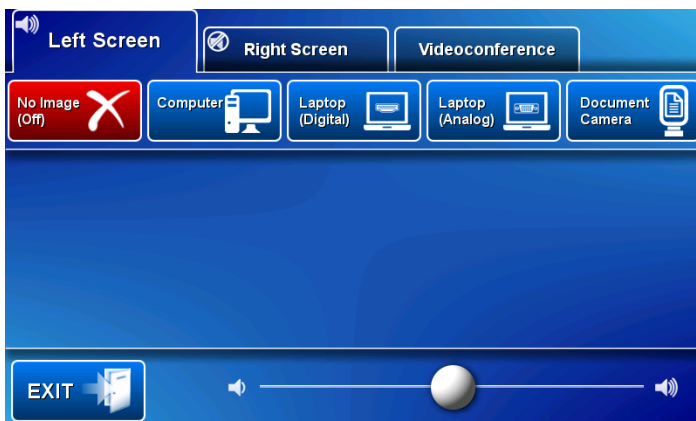 Left Screen
Right Screen
Videoconference
No Image
(Off)
Computer
Laptop
(Digital)
Laptop
(Analog)
Document
Camera
EXIT